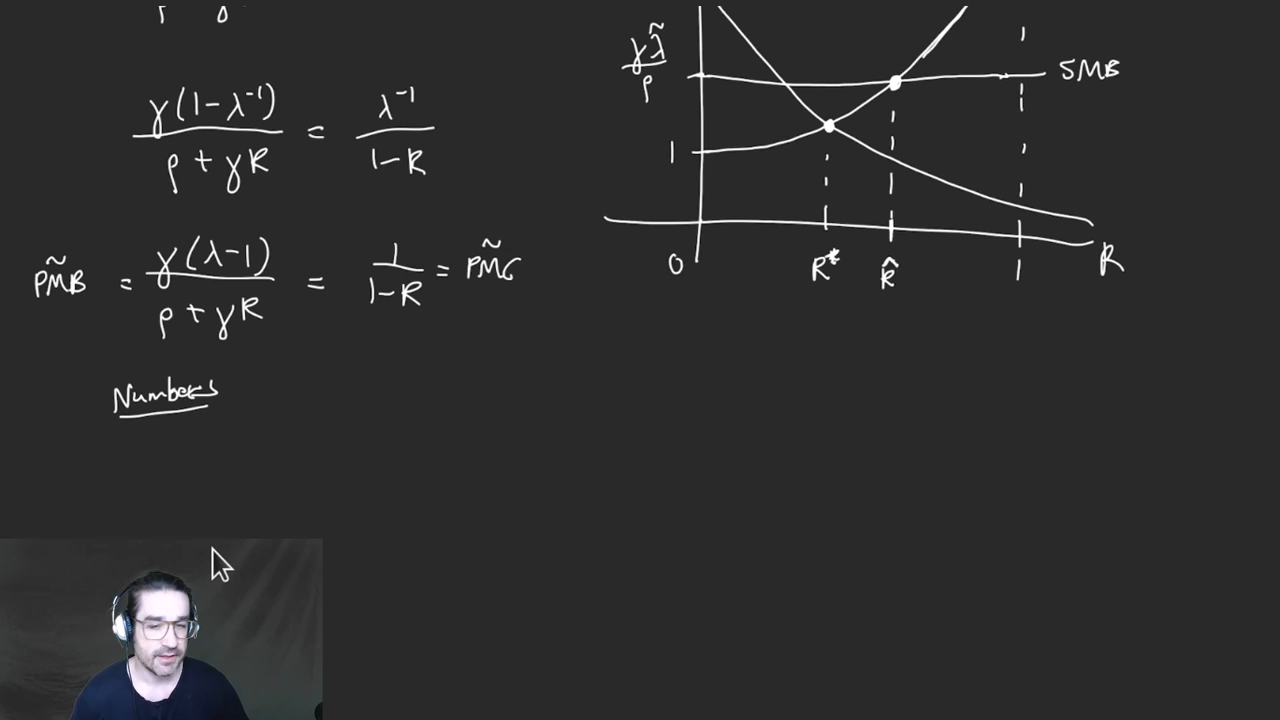 γ(1-λ⁻¹) / (ρ + γR) = λ⁻¹ / (1-R)
P̃MB = γ(λ-1) / (ρ + γR) = 1 / (1-R) = P̃MC
Numbers
γλ̃ / ρ
SMB
1
0
R*
R̂
1
R